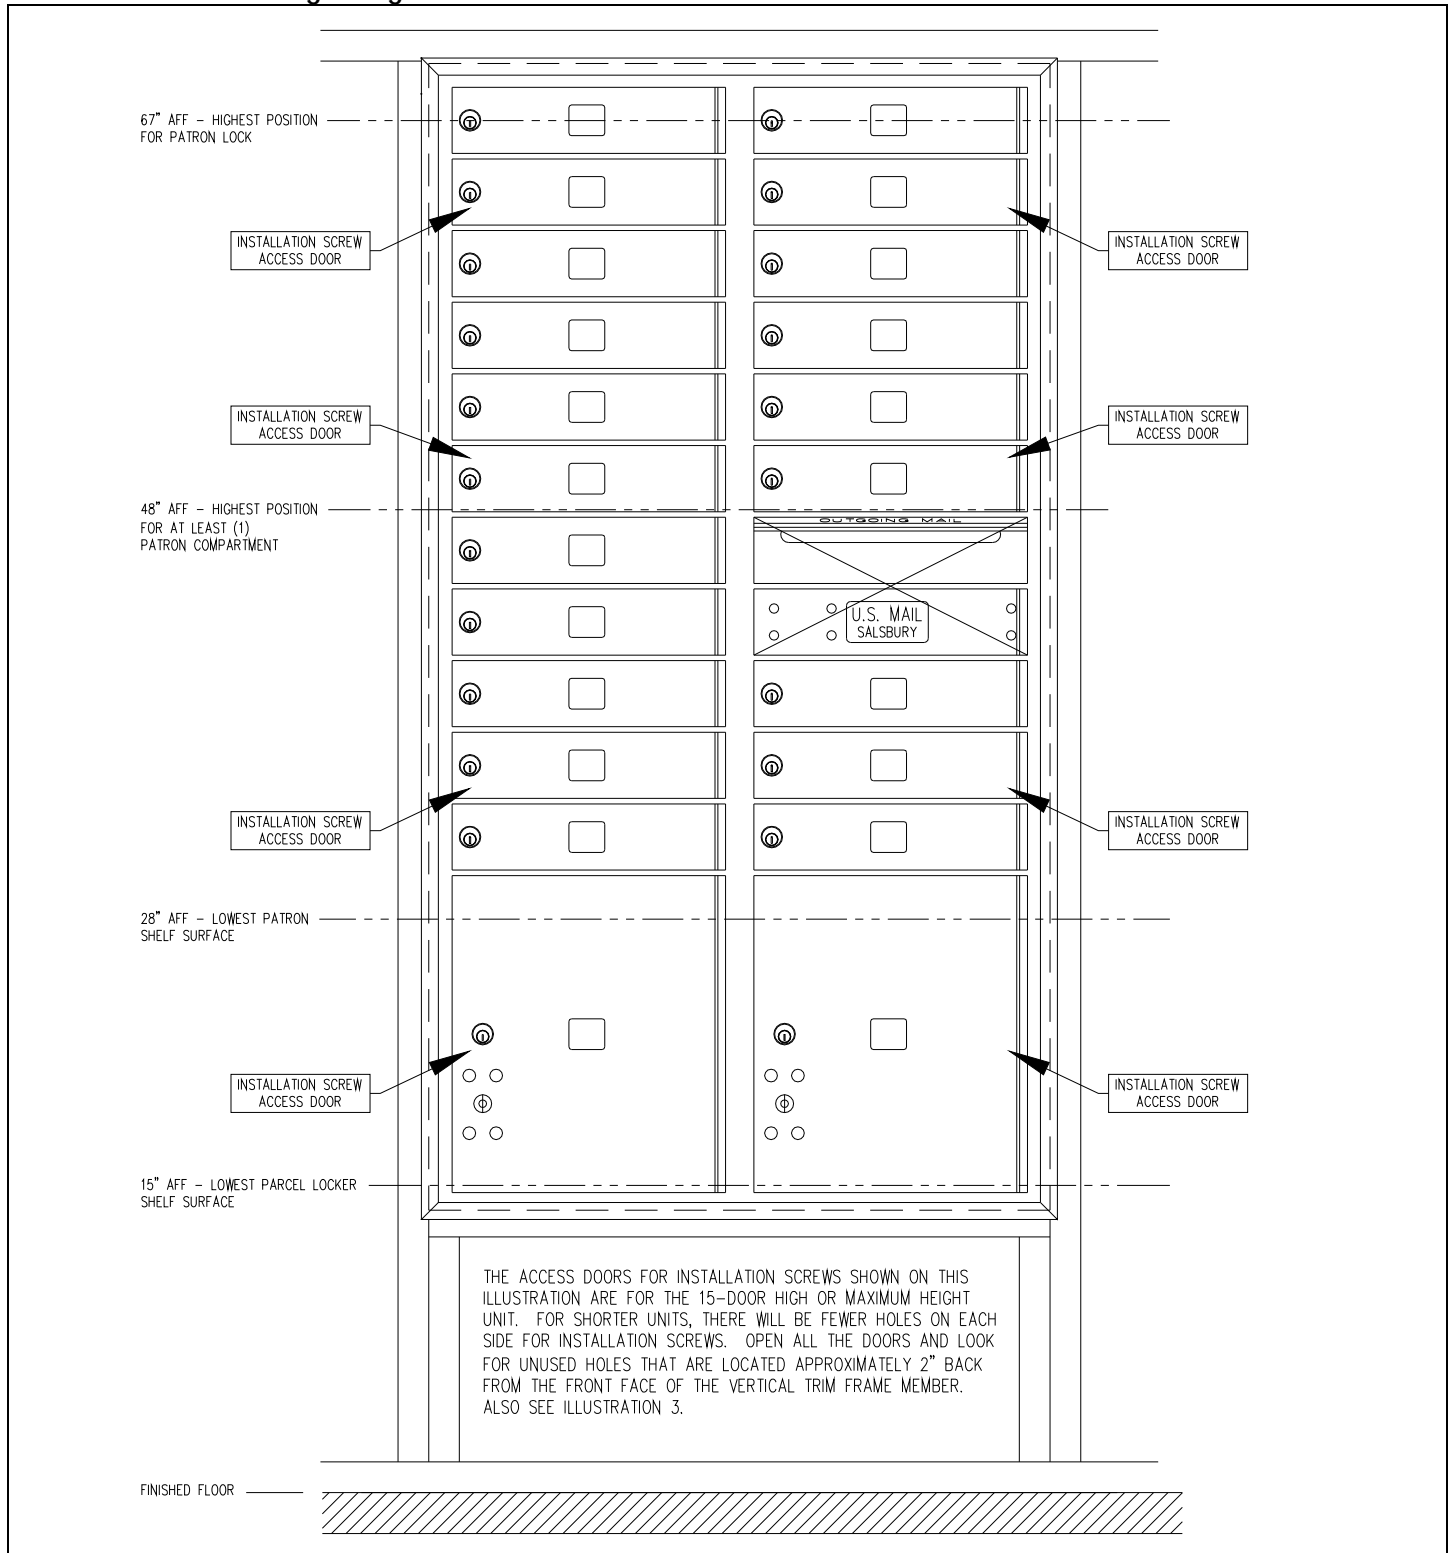 67" AFF – HIGHEST POSITION
FOR PATRON LOCK
INSTALLATION SCREW
ACCESS DOOR
INSTALLATION SCREW
ACCESS DOOR
INSTALLATION SCREW
ACCESS DOOR
INSTALLATION SCREW
ACCESS DOOR
48" AFF – HIGHEST POSITION
FOR AT LEAST (1)
PATRON COMPARTMENT
OUTGOING MAIL
U.S. MAIL
SALSBURY
INSTALLATION SCREW
ACCESS DOOR
INSTALLATION SCREW
ACCESS DOOR
28" AFF – LOWEST PATRON
SHELF SURFACE
INSTALLATION SCREW
ACCESS DOOR
INSTALLATION SCREW
ACCESS DOOR
15" AFF – LOWEST PARCEL LOCKER
SHELF SURFACE
THE ACCESS DOORS FOR INSTALLATION SCREWS SHOWN ON THIS
ILLUSTRATION ARE FOR THE 15–DOOR HIGH OR MAXIMUM HEIGHT
UNIT. FOR SHORTER UNITS, THERE WILL BE FEWER HOLES ON EACH
SIDE FOR INSTALLATION SCREWS. OPEN ALL THE DOORS AND LOOK
FOR UNUSED HOLES THAT ARE LOCATED APPROXIMATELY 2" BACK
FROM THE FRONT FACE OF THE VERTICAL TRIM FRAME MEMBER.
ALSO SEE ILLUSTRATION 3.
FINISHED FLOOR